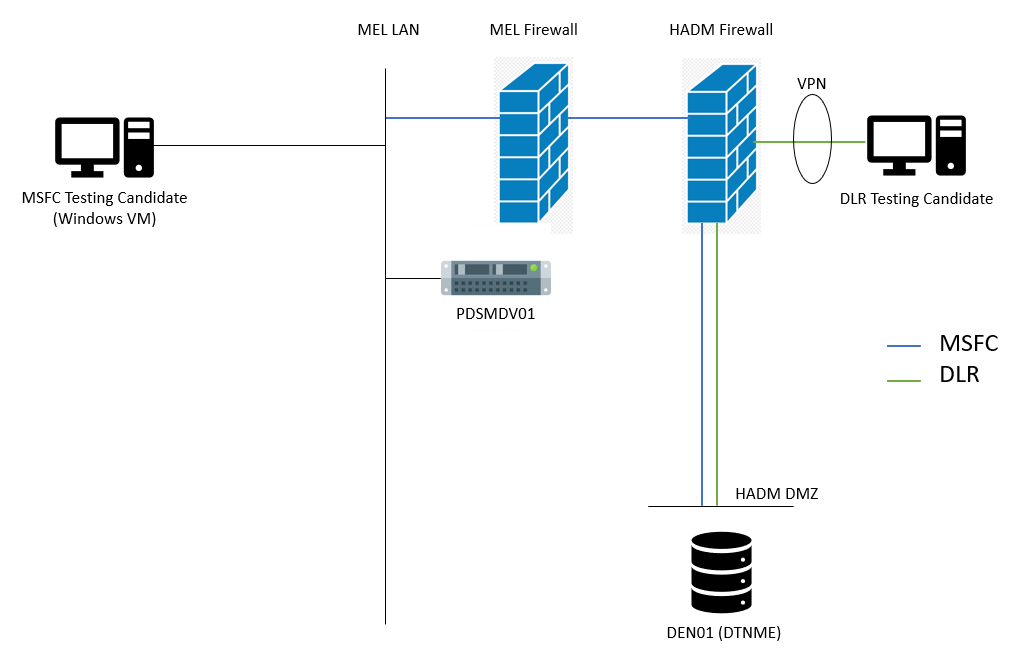 MEL LAN
MEL Firewall
HADM Firewall
VPN
MSFC Testing Candidate
(Windows VM)
DLR Testing Candidate
PDSMDV01
MSFC
DLR
HADM DMZ
DEN01 (DTNME)